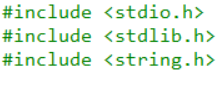 #include <stdio.h>
#include <stdlib.h>
#include <string.h>